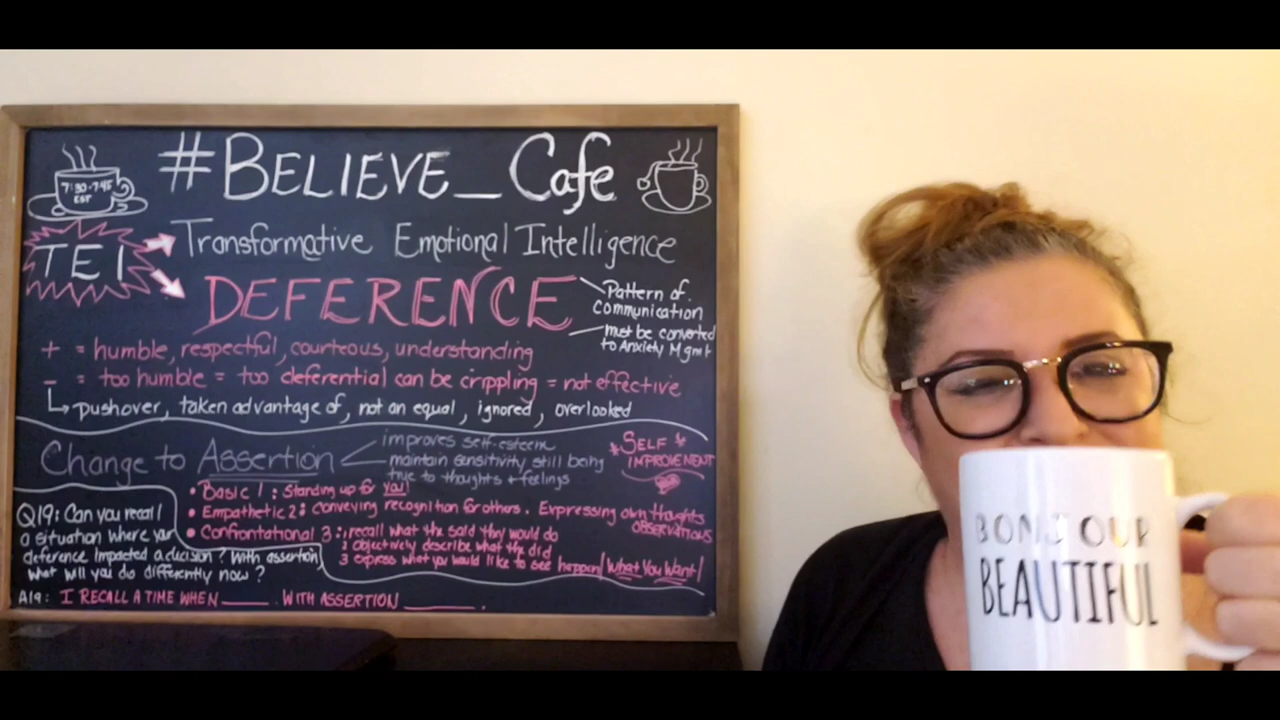 #BELIEVE_Cafe
7:30-7:45
EST
TEI
Transformative Emotional Intelligence
DEFERENCE
Pattern of
communication
must be converted
to Anxiety Mgmt
+ = humble, respectful, courteous, understanding
- = too humble = too deferential can be crippling = not effective
pushover, taken advantage of, not an equal, ignored, overlooked
Change to Assertion
improves self-esteem
maintain sensitivity still being
true to thoughts + feelings
*SELF*
IMPROVEMENT
• Basic 1: Standing up for you!
• Empathetic 2: conveying recognition for others. Expressing own thoughts
OBSERVATIONS
• Confrontational 3: 1 recall what the said they would do
2 objectively describe what the did
3 express what you would like to see happen/What You Want/
Q19: Can you recall
a situation where your
deference impacted a decision? With assertion
what will you do differently now?
A19: I RECALL A TIME WHEN ______. WITH ASSERTION ________.
BONJOUR
BEAUTIFUL